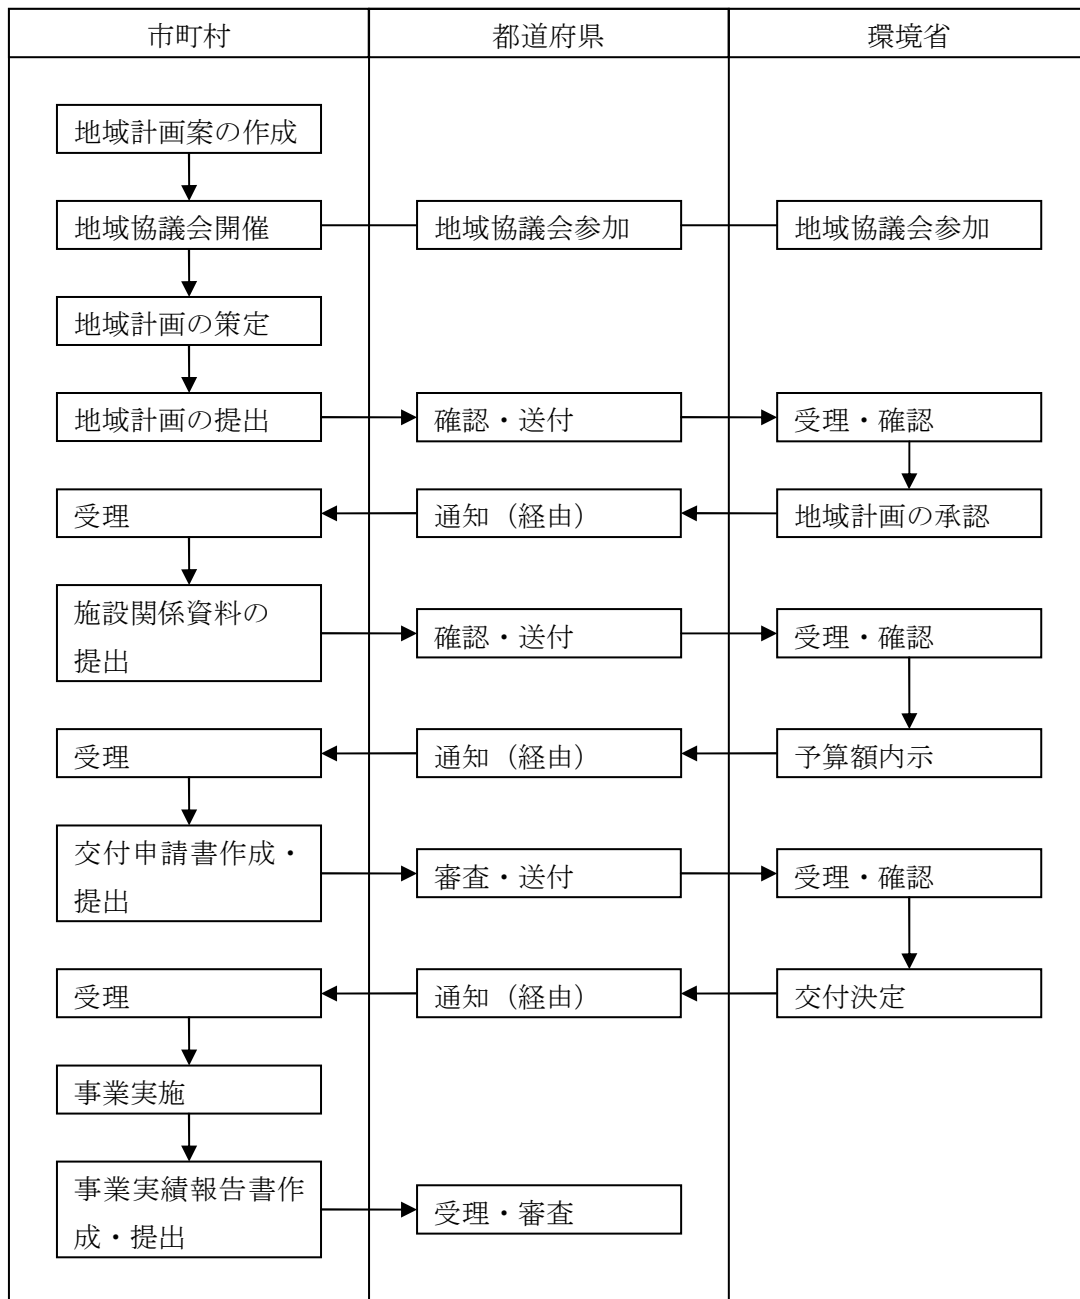 市町村
都道府県
環境省
地域計画案の作成
地域協議会開催
地域協議会参加
地域協議会参加
地域計画の策定
地域計画の提出
確認・送付
受理・確認
受理
通知（経由）
地域計画の承認
施設関係資料の
提出
確認・送付
受理・確認
受理
通知（経由）
予算額内示
交付申請書作成・
提出
審査・送付
受理・確認
受理
通知（経由）
交付決定
事業実施
事業実績報告書作
成・提出
受理・審査